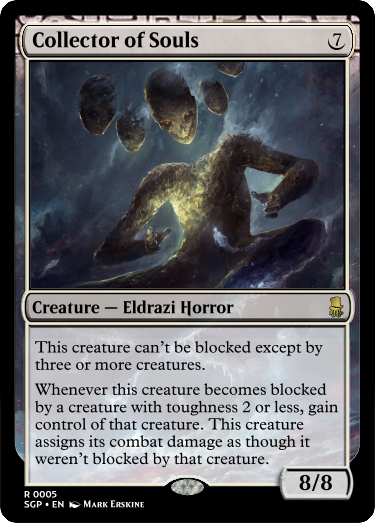 Collector of Souls 7
Creature — Eldrazi Horror
This creature can't be blocked except by
three or more creatures.
Whenever this creature becomes blocked
by a creature with toughness 2 or less, gain
control of that creature. This creature
assigns its combat damage as though it
weren't blocked by that creature.
8/8
R 0005
SGP • EN Mark Erskine